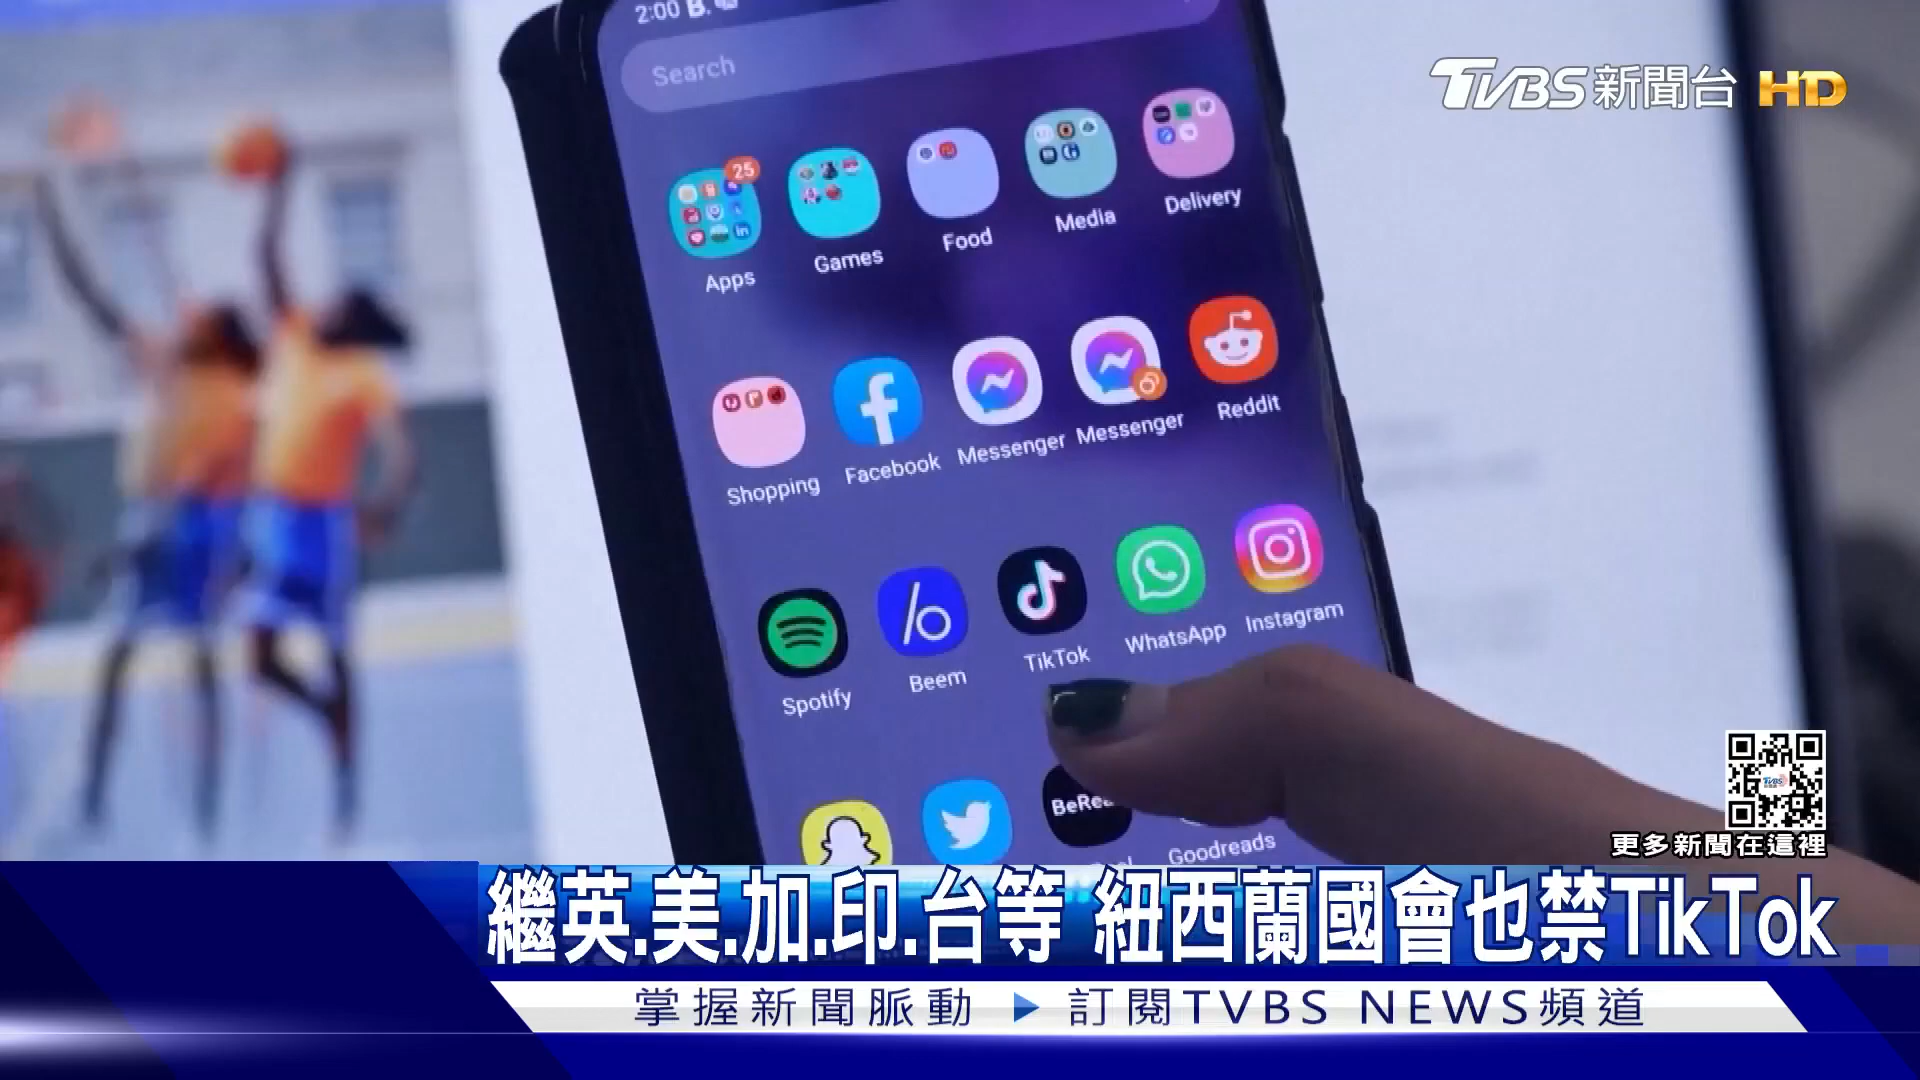 2:00 B.
Search
TVBS新聞台 HD
25
Apps
Games
Food
Media
Delivery
Shopping
Facebook
Messenger
Messenger
Reddit
Spotify
Beem
TikTok
WhatsApp
Instagram
BeRea
Goodreads
TVBS
更多新聞在這裡
繼英.美.加.印.台等 紐西蘭國會也禁TikTok
掌握新聞脈動 ▶ 訂閱TVBS NEWS頻道